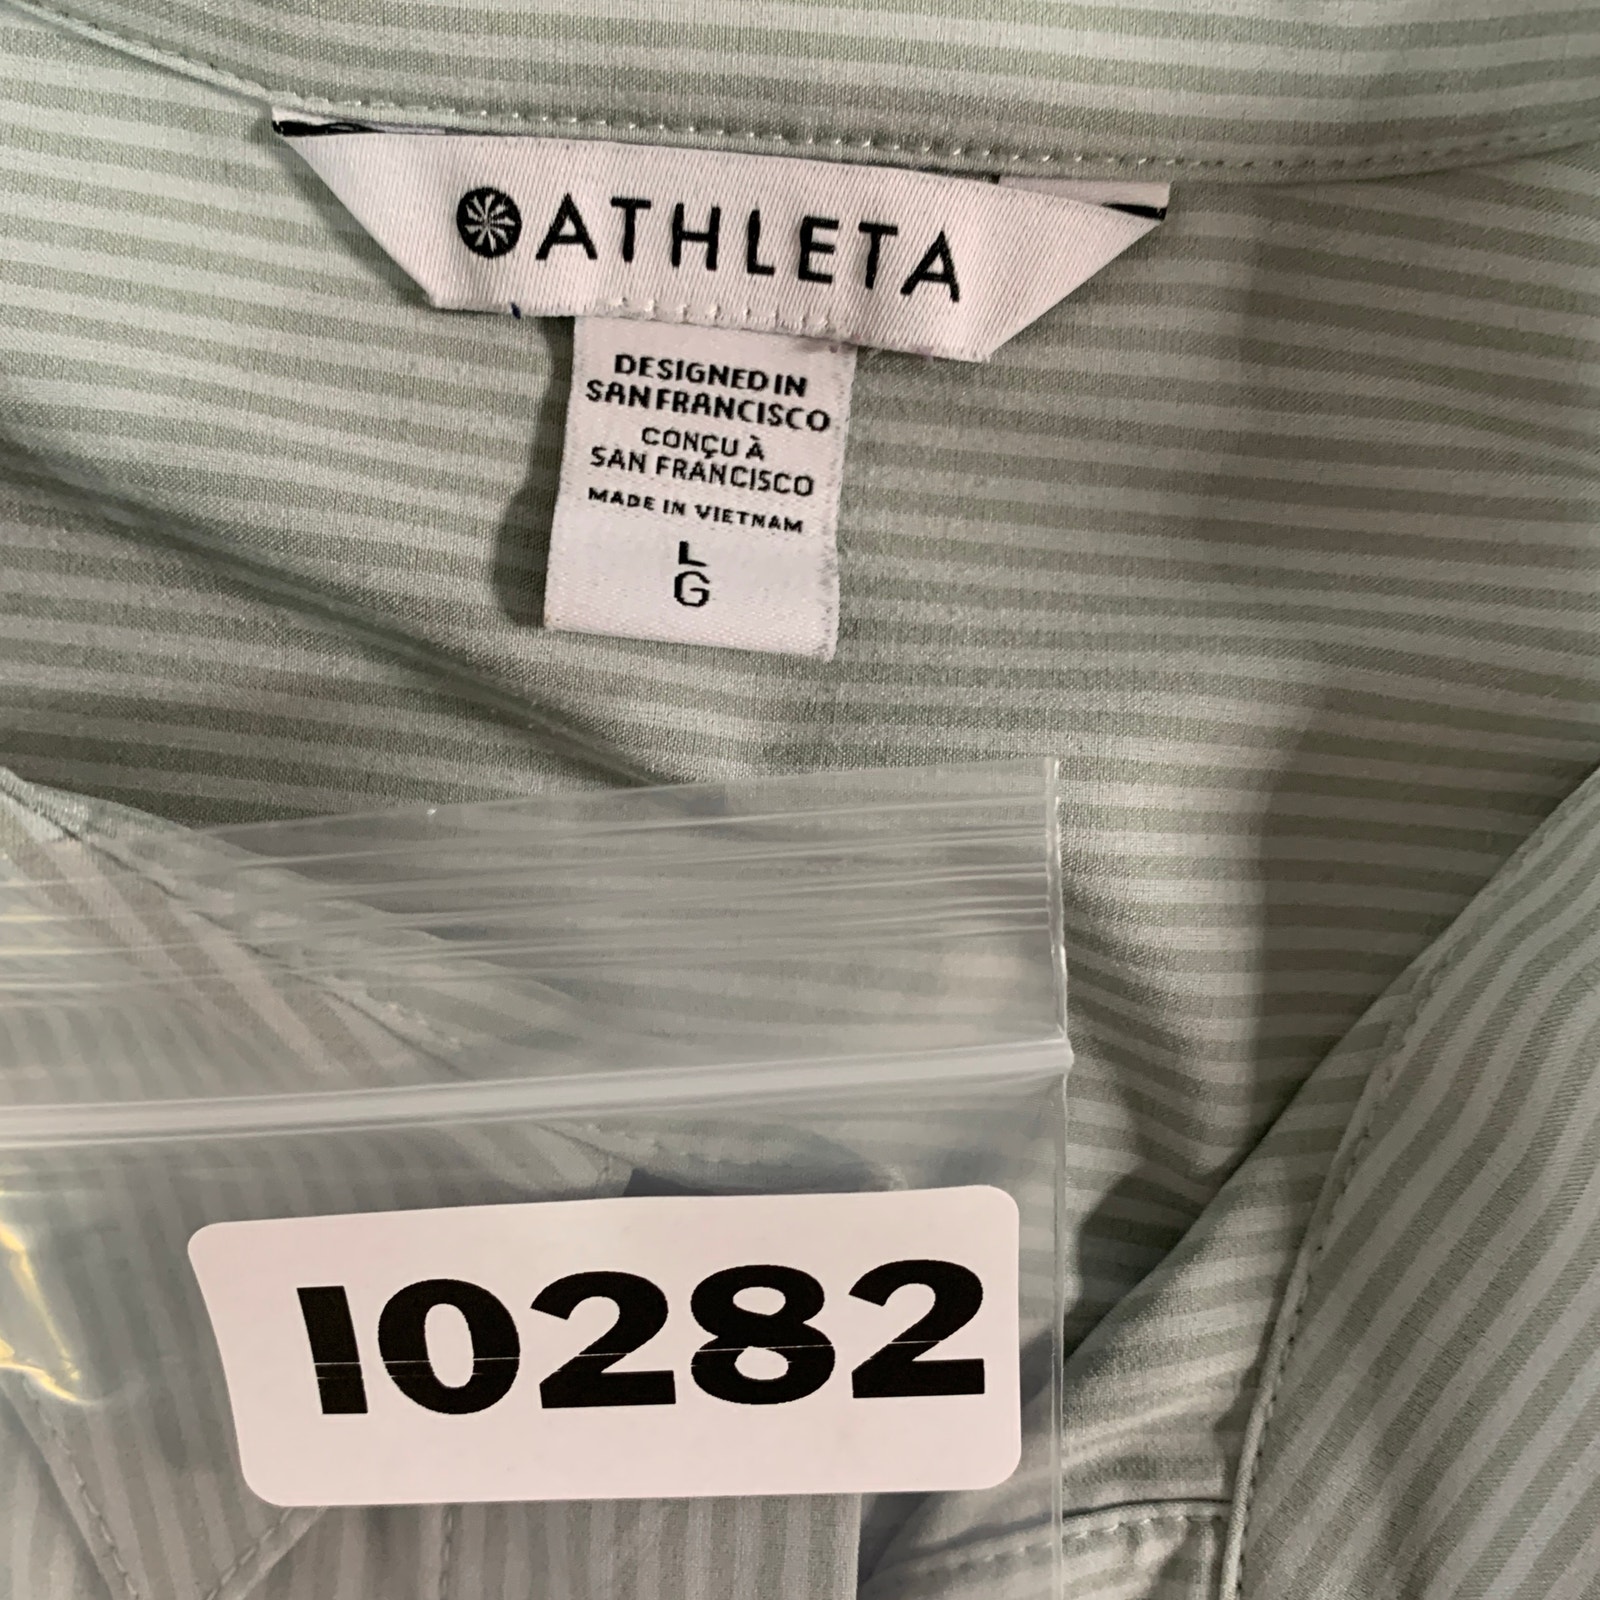 ATHLETA
DESIGNED IN
SAN FRANCISCO
CONÇU À
SAN FRANCISCO
MADE IN VIETNAM
L
G
10282